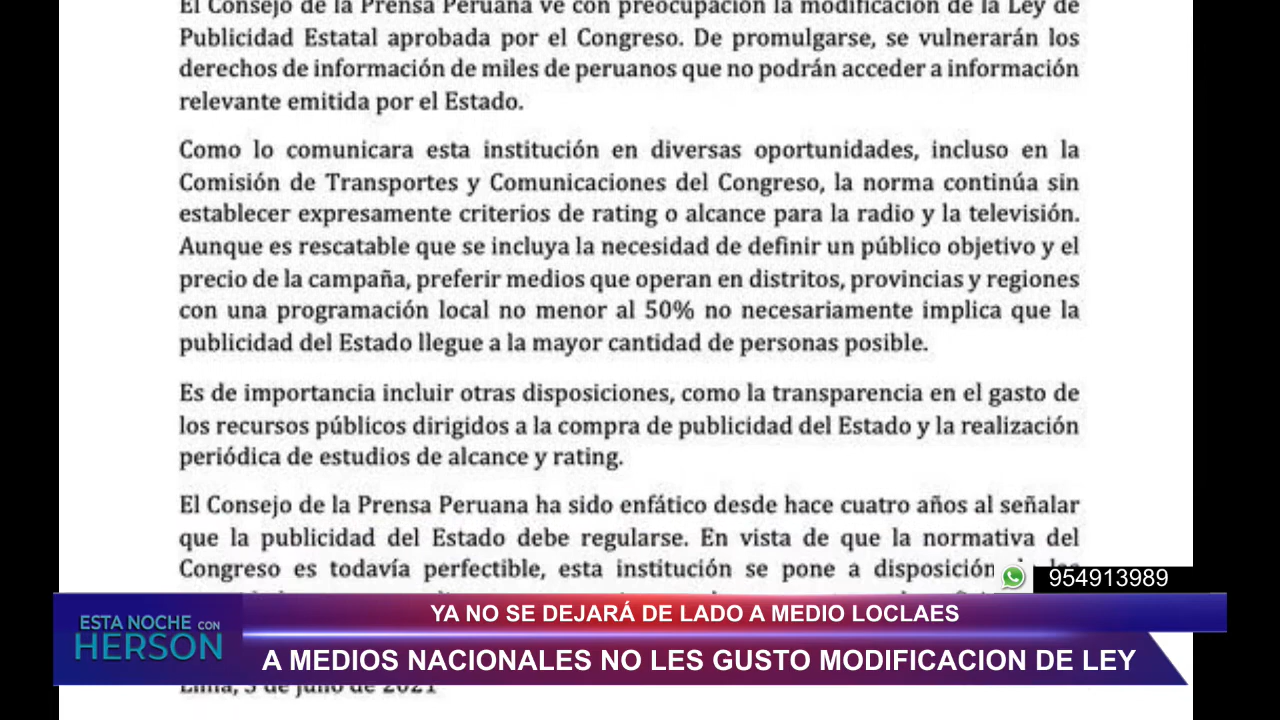 El Consejo de la Prensa Peruana ve con preocupación la modificación de la Ley de
Publicidad Estatal aprobada por el Congreso. De promulgarse, se vulnerarán los
derechos de información de miles de peruanos que no podrán acceder a información
relevante emitida por el Estado.
Como lo comunicara esta institución en diversas oportunidades, incluso en la
Comisión de Transportes y Comunicaciones del Congreso, la norma continúa sin
establecer expresamente criterios de rating o alcance para la radio y la televisión.
Aunque es rescatable que se incluya la necesidad de definir un público objetivo y el
precio de la campaña, preferir medios que operan en distritos, provincias y regiones
con una programación local no menor al 50% no necesariamente implica que la
publicidad del Estado llegue a la mayor cantidad de personas posible.
Es de importancia incluir otras disposiciones, como la transparencia en el gasto de
los recursos públicos dirigidos a la compra de publicidad del Estado y la realización
periódica de estudios de alcance y rating.
El Consejo de la Prensa Peruana ha sido enfático desde hace cuatro años al señalar
que la publicidad del Estado debe regularse. En vista de que la normativa del
Congreso es todavía perfectible, esta institución se pone a disposición
954913989
YA NO SE DEJARÁ DE LADO A MEDIO LOCLAES
ESTA NOCHE CON
HERSON
A MEDIOS NACIONALES NO LES GUSTO MODIFICACION DE LEY
Lima, 3 de julio de 2021